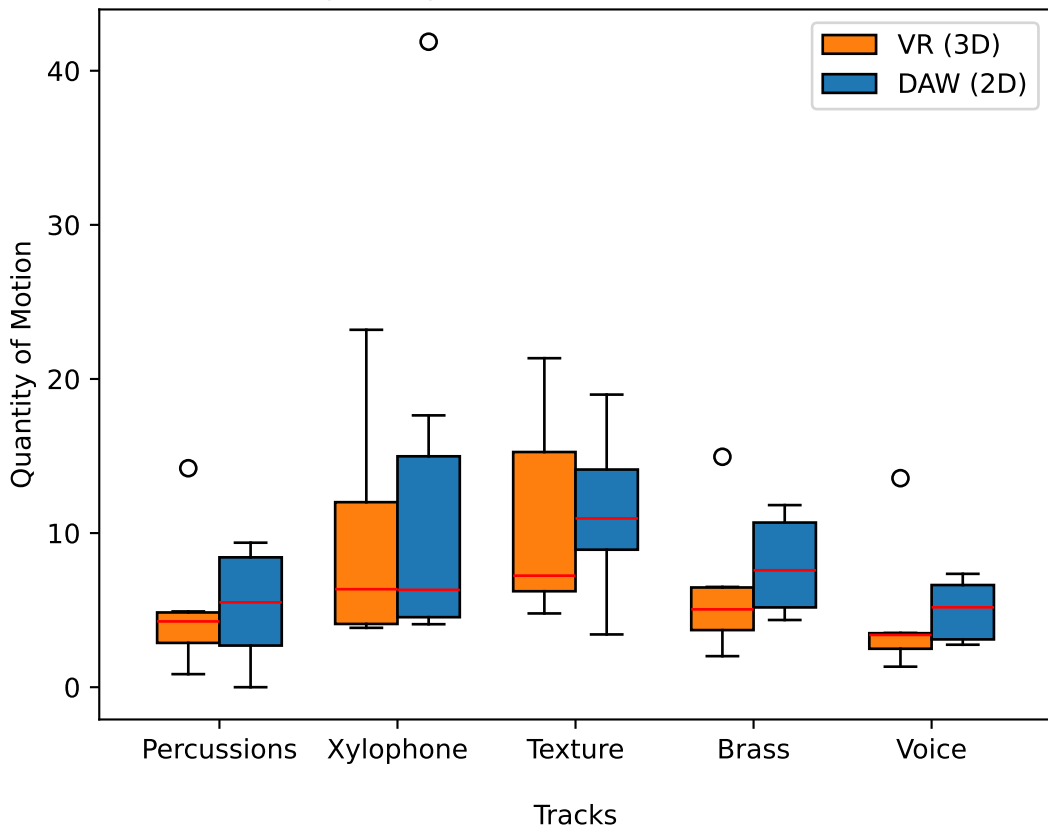 VR (3D)
DAW (2D)
Quantity of Motion
40
30
20
10
0
Percussions Xylophone Texture Brass Voice
Tracks